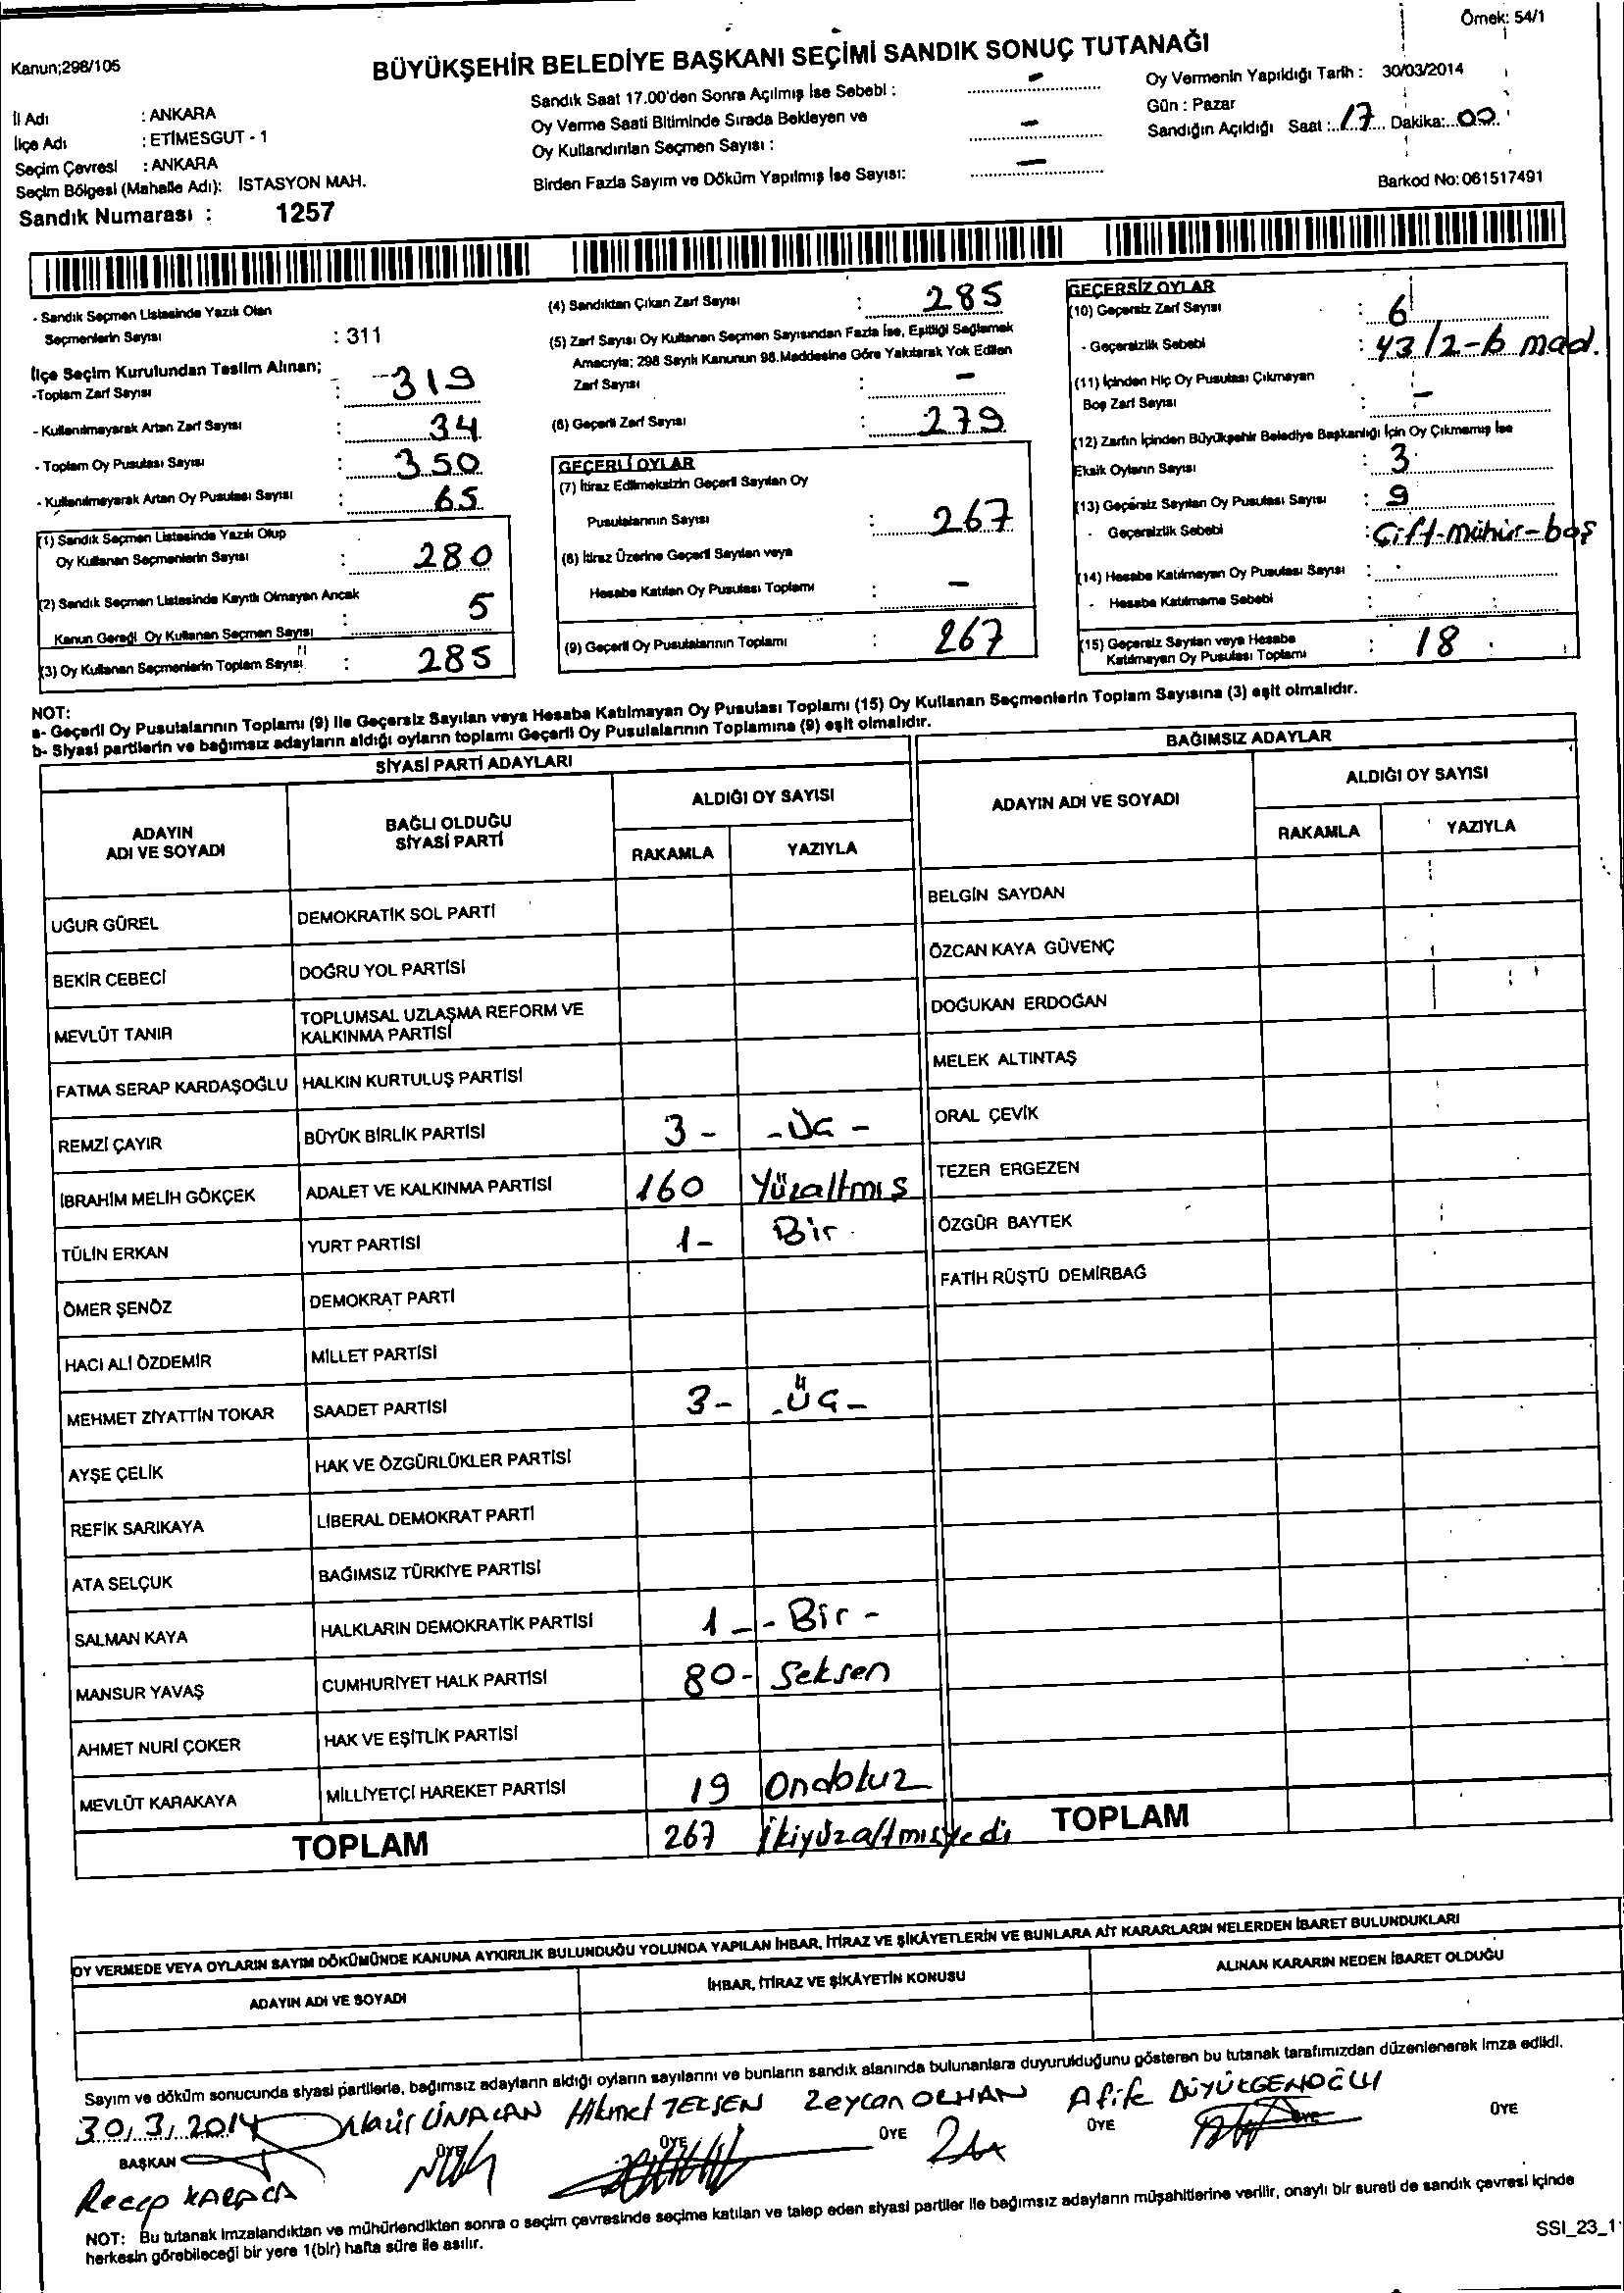 Örnek: 54/1
Kanun;298/105
BÜYÜKŞEHİR BELEDİYE BAŞKANI SEÇİMİ SANDIK SONUÇ TUTANAĞI
İl Adı : ANKARA
İlçe Adı : ETİMESGUT - 1
Seçim Çevresi : ANKARA
Seçim Bölgesi (Mahalle Adı): İSTASYON MAH.
Sandık Numarası : 1257
Sandık Saat 17.00'den Sonra Açılmış İse Sebebi : –
Oy Verme Saati Bitiminde Sırada Bekleyen ve
Oy Kullandırılan Seçmen Sayısı : –
Birden Fazla Sayım ve Döküm Yapılmış İse Sayısı: –
Oy Vermenin Yapıldığı Tarih : 30/03/2014
Gün : Pazar
Sandığın Açıldığı Saat : 17 Dakika: 00
Barkod No: 061517491
- Sandık Seçmen Listesinde Yazılı Olan
Seçmenlerin Sayısı : 311
İlçe Seçim Kurulundan Teslim Alınan;
-Toplam Zarf Sayısı : 319
- Kullanılmayarak Artan Zarf Sayısı : 34
- Toplam Oy Pusulası Sayısı : 350
- Kullanılmayarak Artan Oy Pusulası Sayısı : 65
(1) Sandık Seçmen Listesinde Yazılı Olup
Oy Kullanan Seçmenlerin Sayısı : 280
(2) Sandık Seçmen Listesinde Kayıtlı Olmayan Ancak
Kanun Gereği Oy Kullanan Seçmen Sayısı : 5
(3) Oy Kullanan Seçmenlerin Toplam Sayısı : 285
(4) Sandıktan Çıkan Zarf Sayısı : 285
(5) Zarf Sayısı Oy Kullanan Seçmen Sayısından Fazla İse, Eşitliği Sağlamak
Amacıyla; 298 Sayılı Kanunun 98.Maddesine Göre Yakılarak Yok Edilen
Zarf Sayısı : –
(6) Geçerli Zarf Sayısı : 279
GEÇERLİ OYLAR
(7) İtiraz Edilmeksizin Geçerli Sayılan Oy
Pusulalarının Sayısı : 267
(8) İtiraz Üzerine Geçerli Sayılan veya
Hesaba Katılan Oy Pusulası Toplamı : –
(9) Geçerli Oy Pusulalarının Toplamı : 267
GEÇERSİZ OYLAR
(10) Geçersiz Zarf Sayısı : 6
- Geçersizlik Sebebi : 43/2-b mad.
(11) İçinden Hiç Oy Pusulası Çıkmayan
Boş Zarf Sayısı : –
(12) Zarfın İçinden Büyükşehir Belediye Başkanlığı İçin Oy Çıkmamış İse
Eksik Oyların Sayısı : 3
(13) Geçersiz Sayılan Oy Pusulası Sayısı : 9
- Geçersizlik Sebebi : Çift-mühür-boş
(14) Hesaba Katılmayan Oy Pusulası Sayısı :
- Hesaba Katılmama Sebebi :
(15) Geçersiz Sayılan veya Hesaba
Katılmayan Oy Pusulası Toplamı : 18
NOT:
a- Geçerli Oy Pusulalarının Toplamı (9) İle Geçersiz Sayılan veya Hesaba Katılmayan Oy Pusulası Toplamı (15) Oy Kullanan Seçmenlerin Toplam Sayısına (3) eşit olmalıdır.
b- Siyasi partilerin ve bağımsız adayların aldığı oyların toplamı Geçerli Oy Pusulalarının Toplamına (9) eşit olmalıdır.
SİYASİ PARTİ ADAYLARI
ADAYIN ADI VE SOYADI
BAĞLI OLDUĞU SİYASİ PARTİ
ALDIĞI OY SAYISI
RAKAMLA YAZIYLA
UĞUR GÜREL DEMOKRATİK SOL PARTİ
BEKİR CEBECİ DOĞRU YOL PARTİSİ
MEVLÜT TANIR TOPLUMSAL UZLAŞMA REFORM VE
KALKINMA PARTİSİ
FATMA SERAP KARDAŞOĞLU HALKIN KURTULUŞ PARTİSİ
REMZİ ÇAYIR BÜYÜK BİRLİK PARTİSİ 3 - - Üç -
İBRAHİM MELİH GÖKÇEK ADALET VE KALKINMA PARTİSİ 160 Yüzaltmış
TÜLİN ERKAN YURT PARTİSİ 1- Bir
ÖMER ŞENÖZ DEMOKRAT PARTİ
HACI ALİ ÖZDEMİR MİLLET PARTİSİ
MEHMET ZİYATTİN TOKAR SAADET PARTİSİ 3- - Üç -
AYŞE ÇELİK HAK VE ÖZGÜRLÜKLER PARTİSİ
REFİK SARIKAYA LİBERAL DEMOKRAT PARTİ
ATA SELÇUK BAĞIMSIZ TÜRKİYE PARTİSİ
SALMAN KAYA HALKLARIN DEMOKRATİK PARTİSİ 1 - - Bir -
MANSUR YAVAŞ CUMHURİYET HALK PARTİSİ 80- Seksen
AHMET NURİ ÇOKER HAK VE EŞİTLİK PARTİSİ
MEVLÜT KARAKAYA MİLLİYETÇİ HAREKET PARTİSİ 19 Ondokuz
TOPLAM 267 İkiyüzaltmışyedi
BAĞIMSIZ ADAYLAR
ADAYIN ADI VE SOYADI
ALDIĞI OY SAYISI
RAKAMLA YAZIYLA
BELGİN SAYDAN
ÖZCAN KAYA GÜVENÇ
DOĞUKAN ERDOĞAN
MELEK ALTINTAŞ
ORAL ÇEVİK
TEZER ERGEZEN
ÖZGÜR BAYTEK
FATİH RÜŞTÜ DEMİRBAĞ
TOPLAM
OY VERMEDE VEYA OYLARIN SAYIM DÖKÜMÜNDE KANUNA AYKIRILIK BULUNDUĞU YOLUNDA YAPILAN İHBAR, İTİRAZ VE ŞİKÂYETLERİN VE BUNLARA AİT KARARLARIN NELERDEN İBARET BULUNDUKLARI
ADAYIN ADI VE SOYADI İHBAR, İTİRAZ VE ŞİKÂYETİN KONUSU ALINAN KARARIN NEDEN İBARET OLDUĞU
Sayım ve döküm sonucunda siyasi partilerle, bağımsız adayların aldığı oyların sayılarını ve bunların sandık alanında bulunanlara duyurulduğunu gösteren bu tutanak tarafımızdan düzenlenerek imza edildi.
30/3/2014 ÜNALAN Hikmet Zeycan ORHAN Afife BÜYÜKGENOĞLU
BAŞKAN ÜYE ÜYE ÜYE ÜYE ÜYE ÜYE
Recep KARACA
NOT: Bu tutanak imzalandıktan ve mühürlendikten sonra o seçim çevresinde seçime katılan ve talep eden siyasi partiler ile bağımsız adayların müşahitlerine verilir, onaylı bir sureti de sandık çevresi içinde
herkesin görebileceği bir yere 1(bir) hafta süre ile asılır.
SSI_23_1